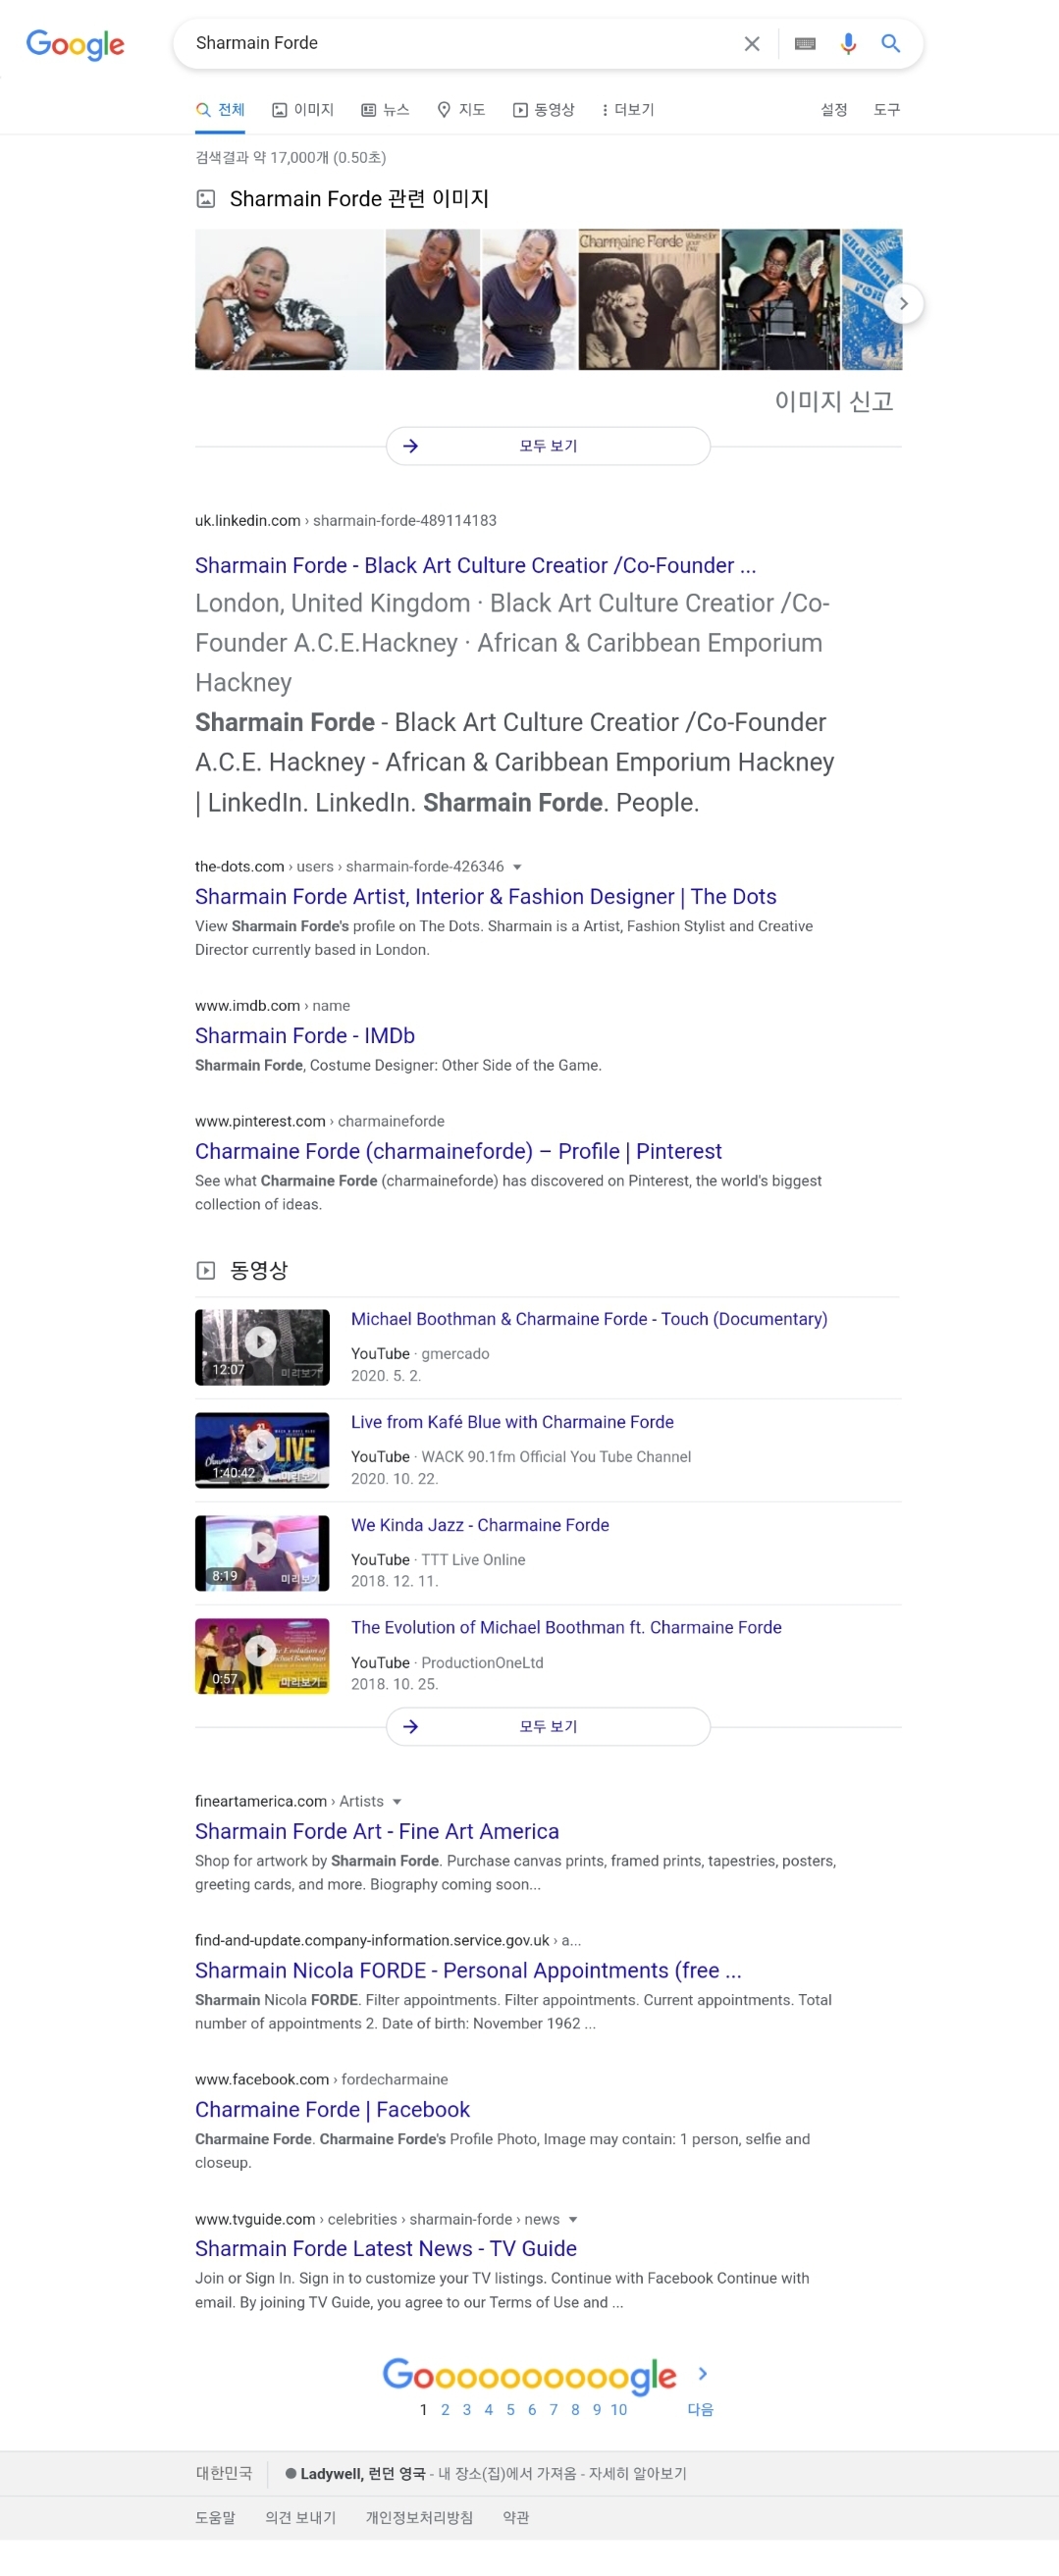 Google
Sharmain Forde
전체 이미지 뉴스 지도 동영상 더보기 설정 도구
검색결과 약 17,000개 (0.50초)
Sharmain Forde 관련 이미지
Charmaine Forde Waited for your love
이미지 신고
모두 보기
uk.linkedin.com › sharmain-forde-489114183
Sharmain Forde - Black Art Culture Creatior /Co-Founder ...
London, United Kingdom · Black Art Culture Creatior /Co-
Founder A.C.E.Hackney · African & Caribbean Emporium
Hackney
Sharmain Forde - Black Art Culture Creatior /Co-Founder
A.C.E. Hackney - African & Caribbean Emporium Hackney
| LinkedIn. LinkedIn. Sharmain Forde. People.
the-dots.com › users › sharmain-forde-426346
Sharmain Forde Artist, Interior & Fashion Designer | The Dots
View Sharmain Forde's profile on The Dots. Sharmain is a Artist, Fashion Stylist and Creative
Director currently based in London.
www.imdb.com › name
Sharmain Forde - IMDb
Sharmain Forde, Costume Designer: Other Side of the Game.
www.pinterest.com › charmaineforde
Charmaine Forde (charmaineforde) – Profile | Pinterest
See what Charmaine Forde (charmaineforde) has discovered on Pinterest, the world's biggest
collection of ideas.
동영상
Michael Boothman & Charmaine Forde - Touch (Documentary)
YouTube · gmercado
2020. 5. 2.
12:07 미리보기
Live from Kafé Blue with Charmaine Forde
YouTube · WACK 90.1fm Official You Tube Channel
2020. 10. 22.
LIVE
1:40:42 미리보기
We Kinda Jazz - Charmaine Forde
YouTube · TTT Live Online
2018. 12. 11.
8:19 미리보기
The Evolution of Michael Boothman ft. Charmaine Forde
YouTube · ProductionOneLtd
2018. 10. 25.
0:57 미리보기
모두 보기
fineartamerica.com › Artists
Sharmain Forde Art - Fine Art America
Shop for artwork by Sharmain Forde. Purchase canvas prints, framed prints, tapestries, posters,
greeting cards, and more. Biography coming soon...
find-and-update.company-information.service.gov.uk › a...
Sharmain Nicola FORDE - Personal Appointments (free ...
Sharmain Nicola FORDE. Filter appointments. Filter appointments. Current appointments. Total
number of appointments 2. Date of birth: November 1962 ...
www.facebook.com › fordecharmaine
Charmaine Forde | Facebook
Charmaine Forde. Charmaine Forde's Profile Photo, Image may contain: 1 person, selfie and
closeup.
www.tvguide.com › celebrities › sharmain-forde › news
Sharmain Forde Latest News - TV Guide
Join or Sign In. Sign in to customize your TV listings. Continue with Facebook Continue with
email. By joining TV Guide, you agree to our Terms of Use and ...
Goooooooooogle
1 2 3 4 5 6 7 8 9 10 다음
대한민국 Ladywell, 런던 영국 - 내 장소(집)에서 가져옴 - 자세히 알아보기
도움말 의견 보내기 개인정보처리방침 약관